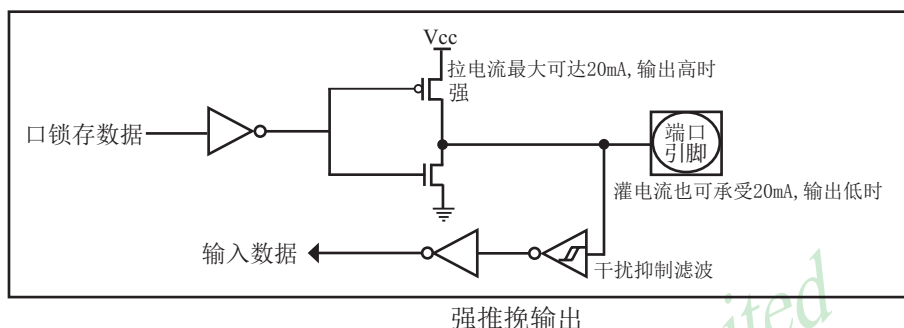 Vcc
拉电流最大可达20mA,输出高时
强
口锁存数据
端口
引脚
灌电流也可承受20mA,输出低时
输入数据
干扰抑制滤波
强推挽输出